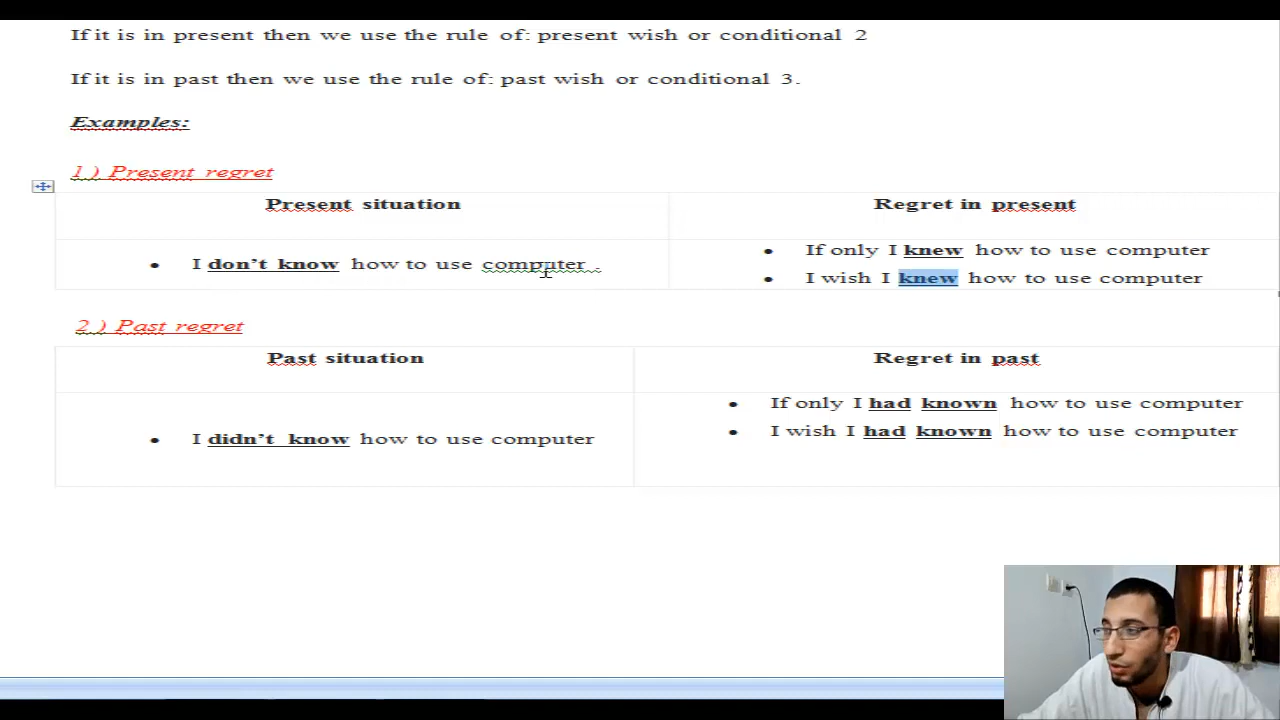 If it is in present then we use the rule of: present wish or conditional 2
If it is in past then we use the rule of: past wish or conditional 3.
Examples:
1 ) Present regret
Present situation
Regret in present
• I don't know how to use computer .
• If only I knew how to use computer
• I wish I knew how to use computer
2 ) Past regret
Past situation
Regret in past
• I didn't know how to use computer
• If only I had known how to use computer
• I wish I had known how to use computer